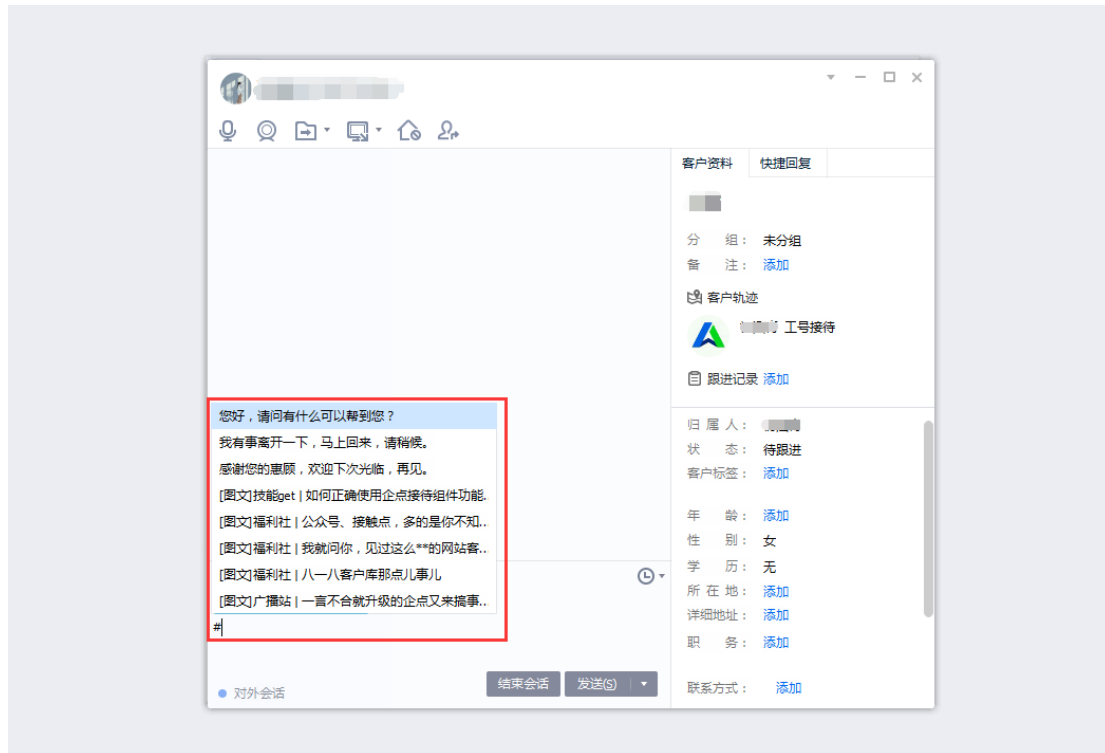 客户资料 快捷回复
分 组： 未分组
备 注： 添加
客户轨迹
工号接待
跟进记录 添加
归 属 人：
状 态： 待跟进
客户标签： 添加
年 龄： 添加
性 别： 女
学 历： 无
所 在 地： 添加
详细地址： 添加
职 务： 添加
联系方式： 添加
您好，请问有什么可以帮到您？
我有事离开一下，马上回来，请稍候。
感谢您的惠顾，欢迎下次光临，再见。
[图文]技能get | 如何正确使用企点接待组件功能..
[图文]福利社 | 公众号、接触点，多的是你不知...
[图文]福利社 | 我就问你，见过这么**的网站客...
[图文]福利社 | 八一八客户库那点儿事儿
[图文]广播站 | 一言不合就升级的企点又来搞事...
#
对外会话
结束会话 发送(S)